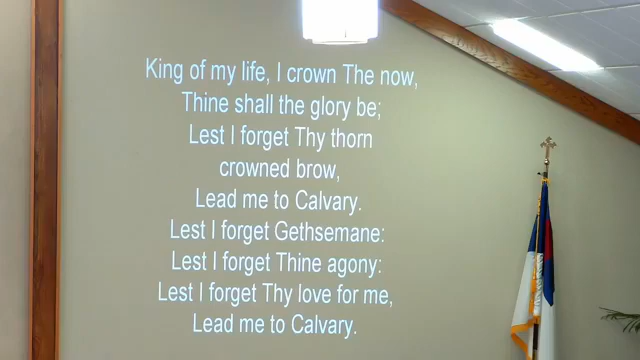 King of my life, I crown The now,
Thine shall the glory be;
Lest I forget Thy thorn
crowned brow,
Lead me to Calvary.
Lest I forget Gethsemane:
Lest I forget Thine agony:
Lest I forget Thy love for me,
Lead me to Calvary.